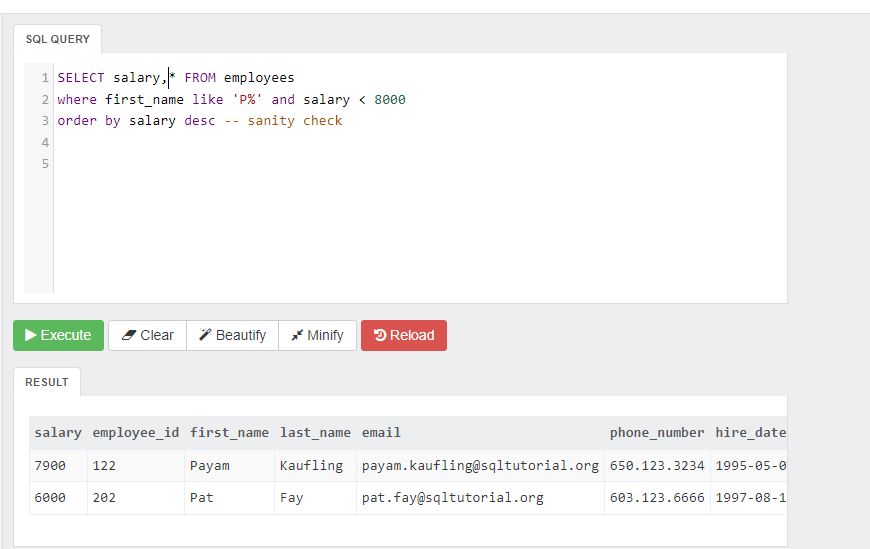 SQL QUERY
1 SELECT salary,* FROM employees
2 where first_name like 'P%' and salary < 8000
3 order by salary desc -- sanity check
4
5
Execute Clear Beautify Minify Reload
RESULT
salary employee_id first_name last_name email phone_number hire_date
7900 122 Payam Kaufling payam.kaufling@sqltutorial.org 650.123.3234 1995-05-0
6000 202 Pat Fay pat.fay@sqltutorial.org 603.123.6666 1997-08-1